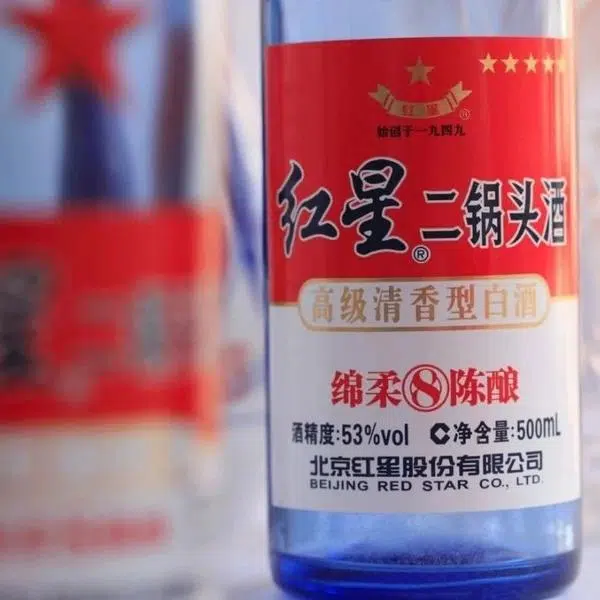 红星
®
始创于一九四九
红星® 二锅头酒
高级清香型白酒
绵柔⑧陈酿
酒精度:53%vol C净含量:500mL
北京红星股份有限公司
BEIJING RED STAR CO., LTD.